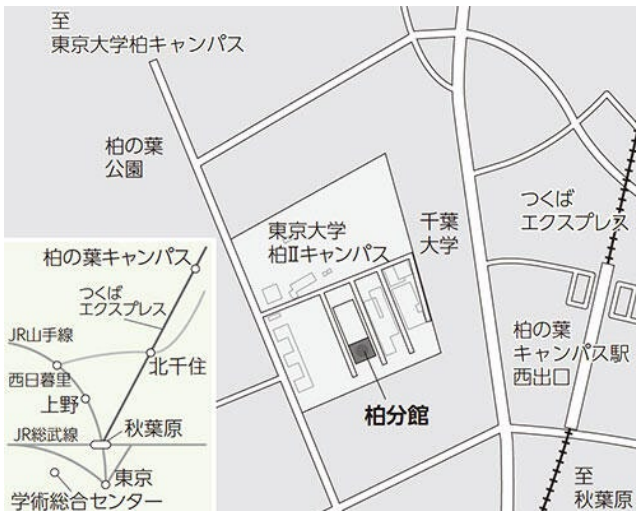 至
東京大学柏キャンパス
柏の葉
公園
東京大学
柏IIキャンパス
千葉
大学
つくば
エクスプレス
柏の葉
キャンパス駅
西出口
柏分館
至
秋葉原
柏の葉キャンパス
つくば
エクスプレス
JR山手線
北千住
西日暮里
上野
JR総武線
秋葉原
東京
学術総合センター